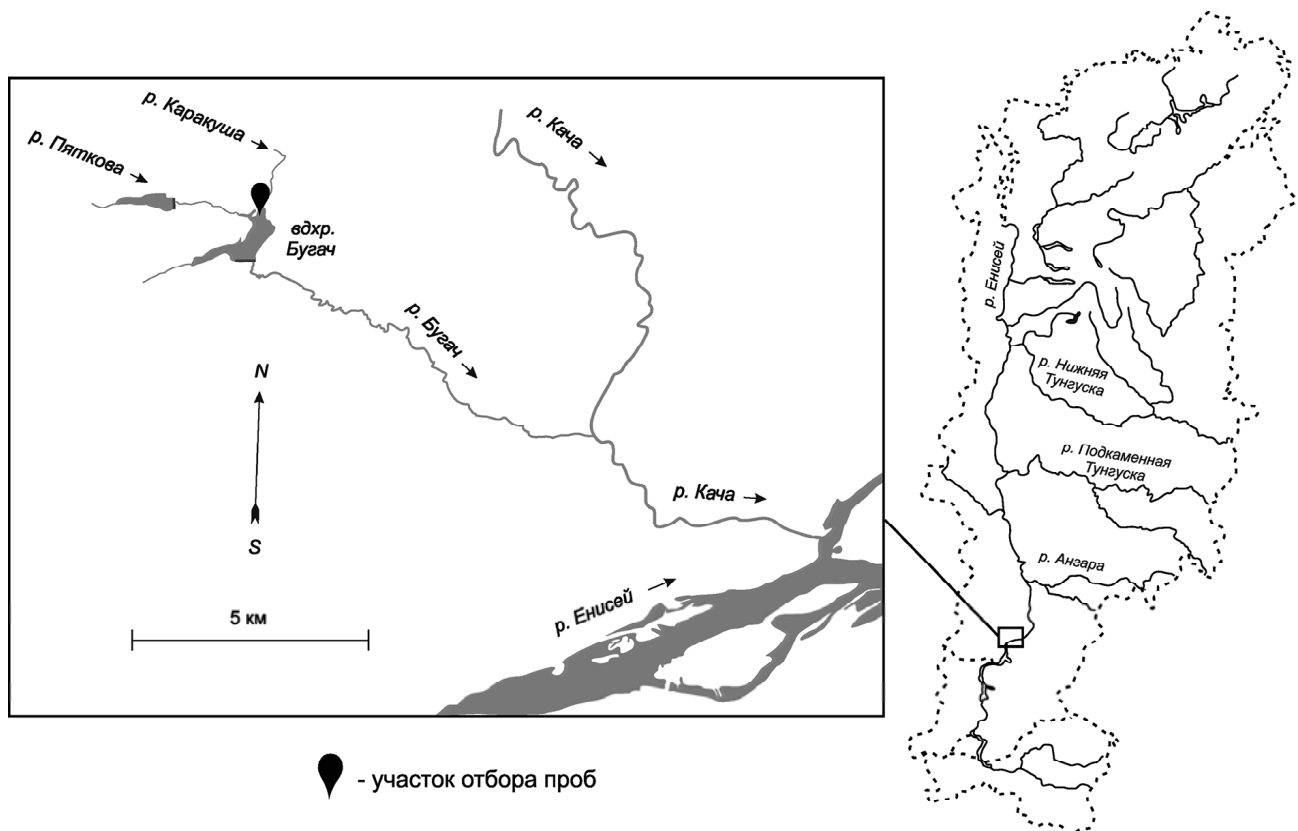 р. Каракуша
р. Пяткова
р. Кача
вдхр.
Бугач
р. Бугач
N
S
5 км
р. Кача
р. Енисей
- участок отбора проб
р. Енисей
р. Нижняя
Тунгуска
р. Подкаменная
Тунгуска
р. Ангара